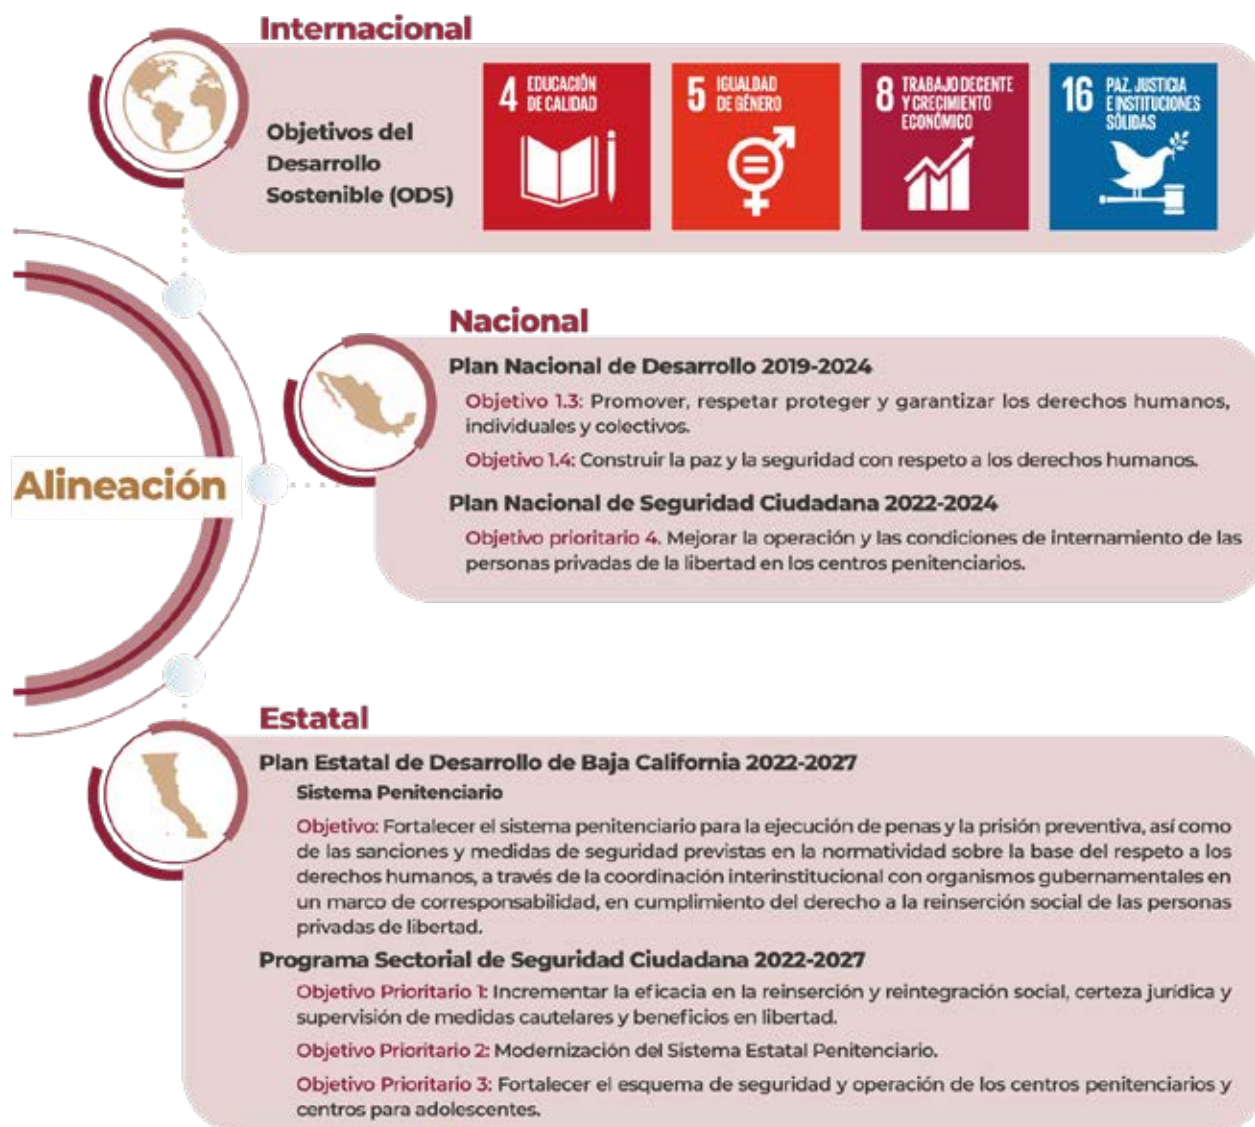 Internacional
Objetivos del
Desarrollo
Sostenible (ODS)
4 EDUCACIÓN
DE CALIDAD
5 IGUALDAD
DE GÉNERO
8 TRABAJO DECENTE
Y CRECIMIENTO
ECONÓMICO
16 PAZ, JUSTICIA
E INSTITUCIONES
SÓLIDAS
Alineación
Nacional
Plan Nacional de Desarrollo 2019-2024
Objetivo 1.3: Promover, respetar proteger y garantizar los derechos humanos,
individuales y colectivos.
Objetivo 1.4: Construir la paz y la seguridad con respeto a los derechos humanos.
Plan Nacional de Seguridad Ciudadana 2022-2024
Objetivo prioritario 4. Mejorar la operación y las condiciones de internamiento de las
personas privadas de la libertad en los centros penitenciarios.
Estatal
Plan Estatal de Desarrollo de Baja California 2022-2027
Sistema Penitenciario
Objetivo: Fortalecer el sistema penitenciario para la ejecución de penas y la prisión preventiva, así como
de las sanciones y medidas de seguridad previstas en la normatividad sobre la base del respeto a los
derechos humanos, a través de la coordinación interinstitucional con organismos gubernamentales en
un marco de corresponsabilidad, en cumplimiento del derecho a la reinserción social de las personas
privadas de libertad.
Programa Sectorial de Seguridad Ciudadana 2022-2027
Objetivo Prioritario 1: Incrementar la eficacia en la reinserción y reintegración social, certeza jurídica y
supervisión de medidas cautelares y beneficios en libertad.
Objetivo Prioritario 2: Modernización del Sistema Estatal Penitenciario.
Objetivo Prioritario 3: Fortalecer el esquema de seguridad y operación de los centros penitenciarios y
centros para adolescentes.